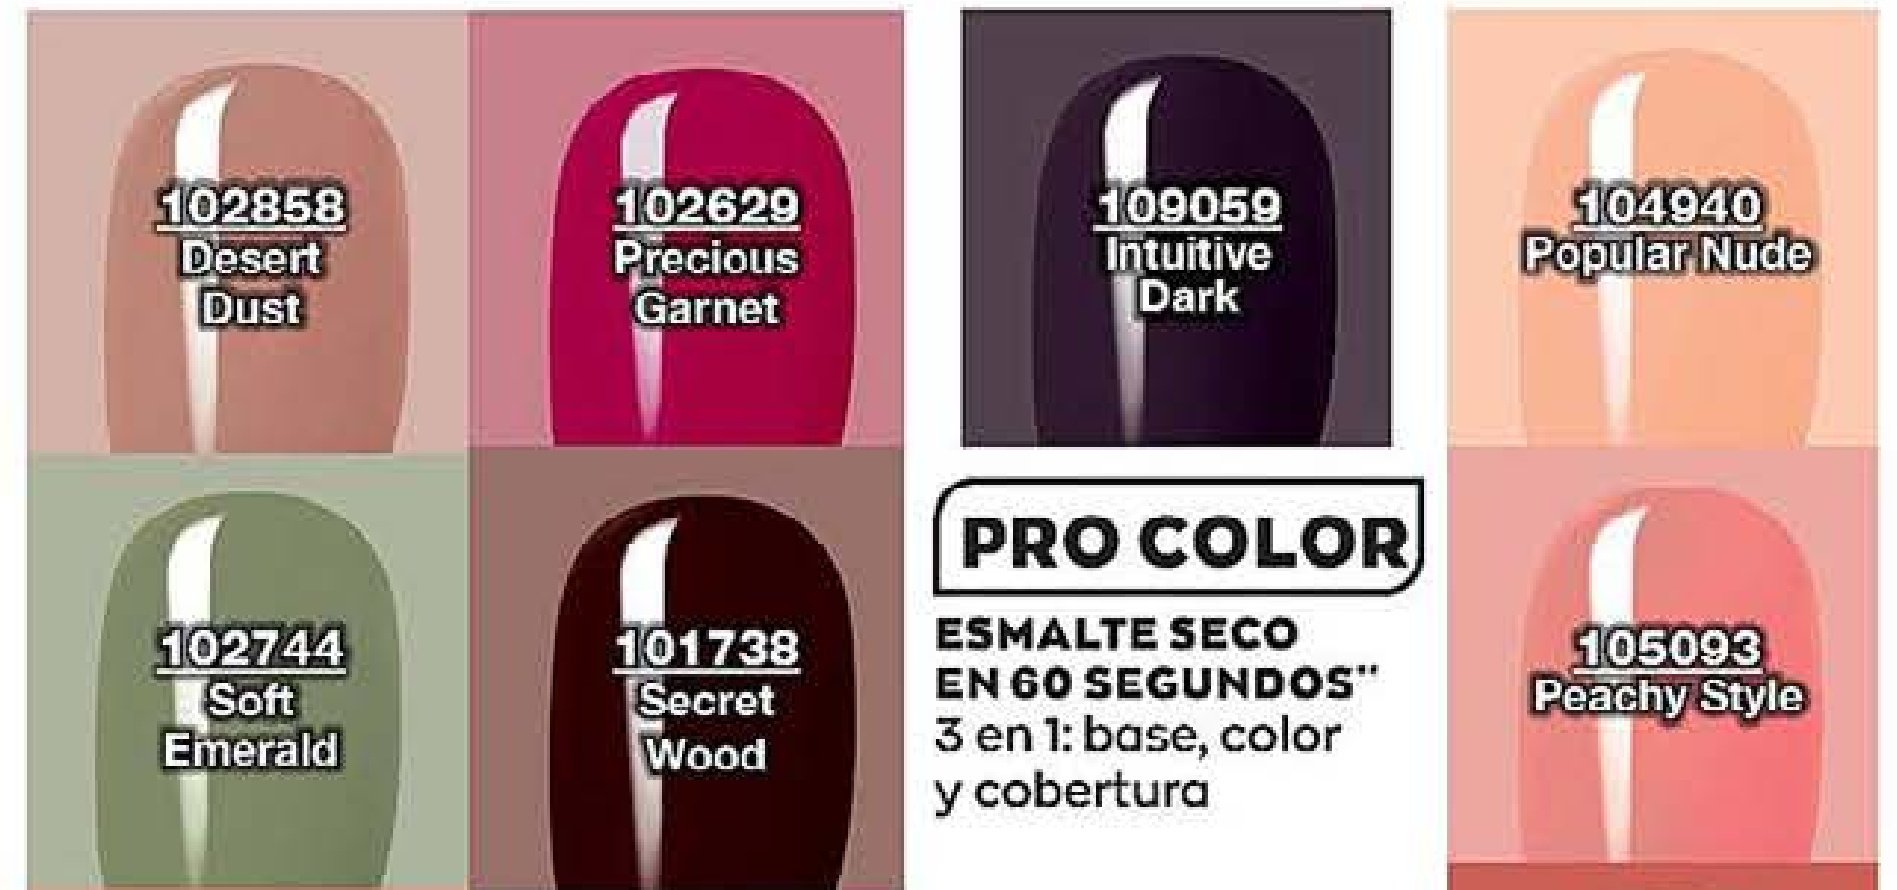 102858
Desert
Dust
102629
Precious
Garnet
109059
Intuitive
Dark
104940
Popular Nude
102744
Soft
Emerald
101738
Secret
Wood
PRO COLOR
ESMALTE SECO
EN 60 SEGUNDOS**
3 en 1: base, color
y cobertura
105093
Peachy Style